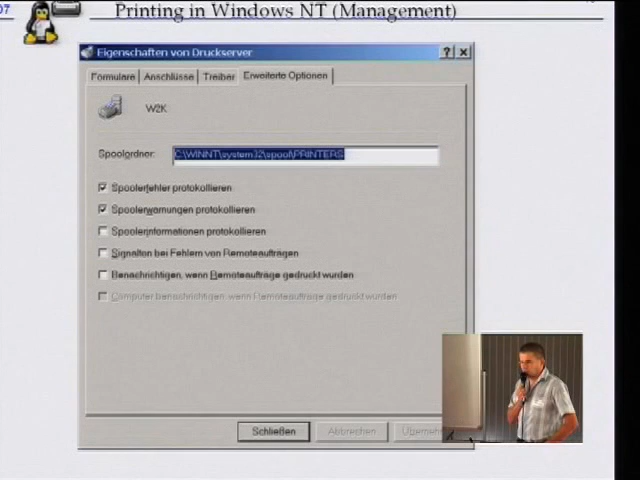 07
Printing in Windows NT (Management)
Eigenschaften von Druckserver
Formulare Anschlüsse Treiber Erweiterte Optionen
W2K
Spoolordner: C:\WINNT\system32\spool\PRINTERS
Spoolerfehler protokollieren
Spoolerwarnungen protokollieren
Spoolerinformationen protokollieren
Signalton bei Fehlern von Remoteaufträgen
Benachrichtigen, wenn Remoteaufträge gedruckt wurden
Computer benachrichtigen, wenn Remoteaufträge gedruckt wurden
Schließen Abbrechen Übernehm